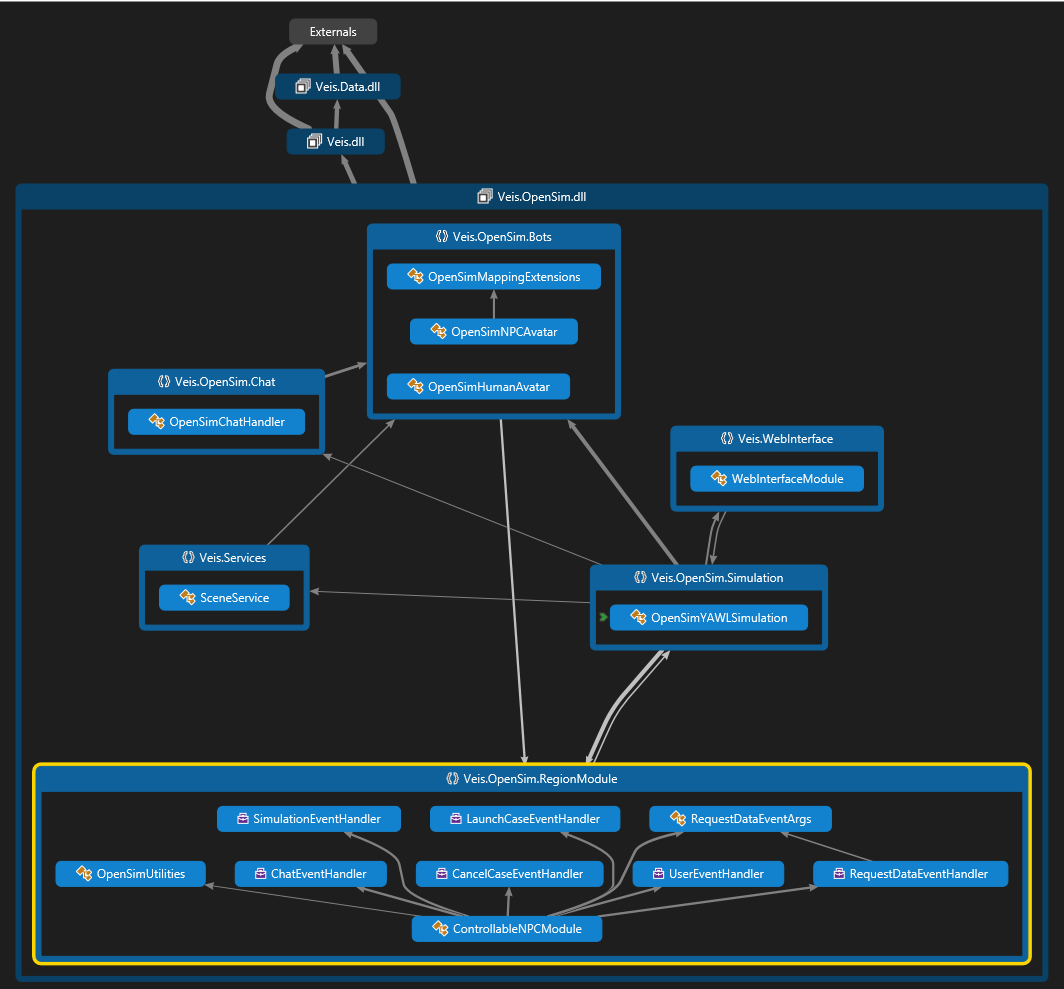 Externals
Veis.Data.dll
Veis.dll
Veis.OpenSim.dll
Veis.OpenSim.Bots
OpenSimMappingExtensions
OpenSimNPCAvatar
OpenSimHumanAvatar
Veis.OpenSim.Chat
OpenSimChatHandler
Veis.WebInterface
WebInterfaceModule
Veis.Services
SceneService
Veis.OpenSim.Simulation
OpenSimYAWLSimulation
Veis.OpenSim.RegionModule
SimulationEventHandler
LaunchCaseEventHandler
RequestDataEventArgs
OpenSimUtilities
ChatEventHandler
CancelCaseEventHandler
UserEventHandler
RequestDataEventHandler
ControllableNPCModule